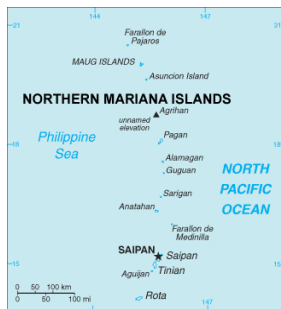 144
147
21
21
Farallon de
Pajaros
MAUG ISLANDS
Asuncion Island
NORTHERN MARIANA ISLANDS
Agrihan
unnamed
elevation
Philippine
Sea
Pagan
18
18
Alamagan
Guguan
NORTH
PACIFIC
OCEAN
Sarigan
Anatahan
Farallon de
Medinilla
SAIPAN
Saipan
15
15
Aguijan
Tinian
0 50 100 km
0 50 100 mi
Rota
147